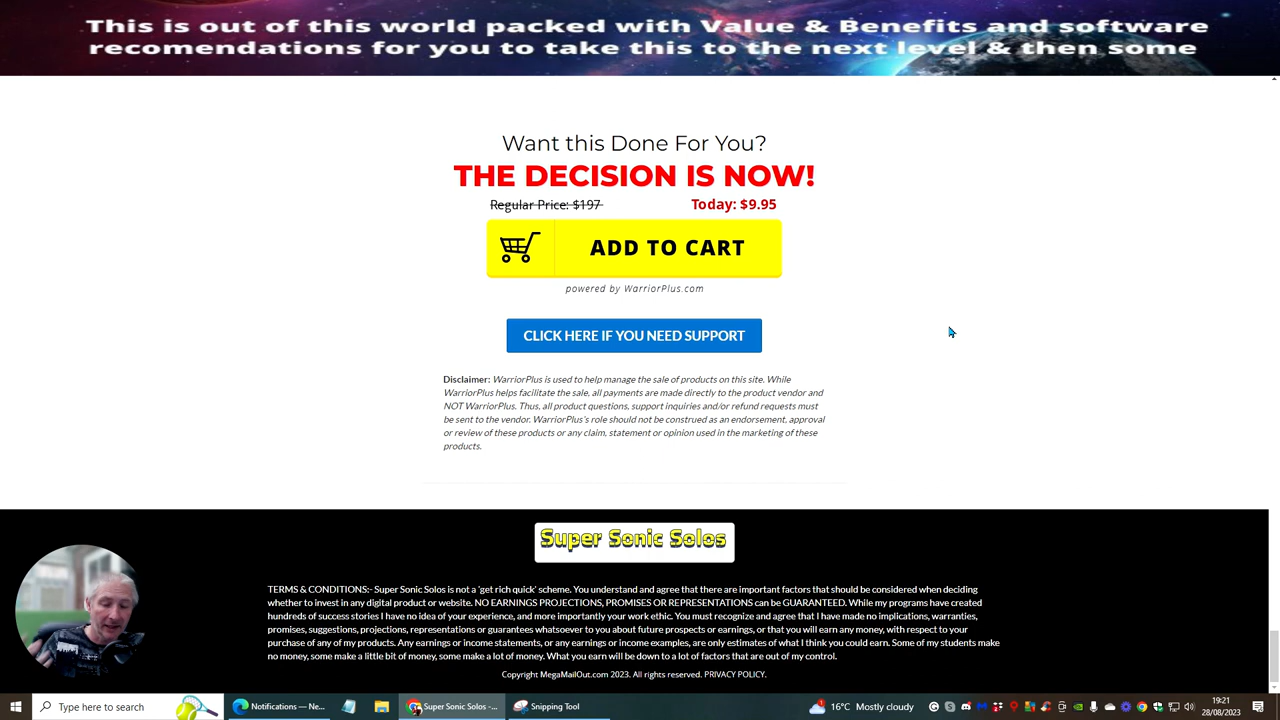 This is out of this world packed with Value & Benefits and software
recomendations for you to take this to the next level & then some
Want this Done For You?
THE DECISION IS NOW!
Regular Price: $197
Today: $9.95
ADD TO CART
powered by WarriorPlus.com
CLICK HERE IF YOU NEED SUPPORT
Disclaimer: WarriorPlus is used to help manage the sale of products on this site. While
WarriorPlus helps facilitate the sale, all payments are made directly to the product vendor and
NOT WarriorPlus. Thus, all product questions, support inquiries and/or refund requests must
be sent to the vendor. WarriorPlus's role should not be construed as an endorsement, approval
or review of these products or any claim, statement or opinion used in the marketing of these
products.
Super Sonic Solos
TERMS & CONDITIONS:- Super Sonic Solos is not a 'get rich quick' scheme. You understand and agree that there are important factors that should be considered when deciding
whether to invest in any digital product or website. NO EARNINGS PROJECTIONS, PROMISES OR REPRESENTATIONS can be GUARANTEED. While my programs have created
hundreds of success stories I have no idea of your experience, and more importantly your work ethic. You must recognize and agree that I have made no implications, warranties,
promises, suggestions, projections, representations or guarantees whatsoever to you about future prospects or earnings, or that you will earn any money, with respect to your
purchase of any of my products. Any earnings or income statements, or any earnings or income examples, are only estimates of what I think you could earn. Some of my students make
no money, some make a little bit of money, some make a lot of money. What you earn will be down to a lot of factors that are out of my control.
Copyright MegaMailOut.com 2023. All rights reserved. PRIVACY POLICY.
Type here to search
Notifications — Ne...
Super Sonic Solos -...
Snipping Tool
16°C Mostly cloudy
19:21
28/08/2023